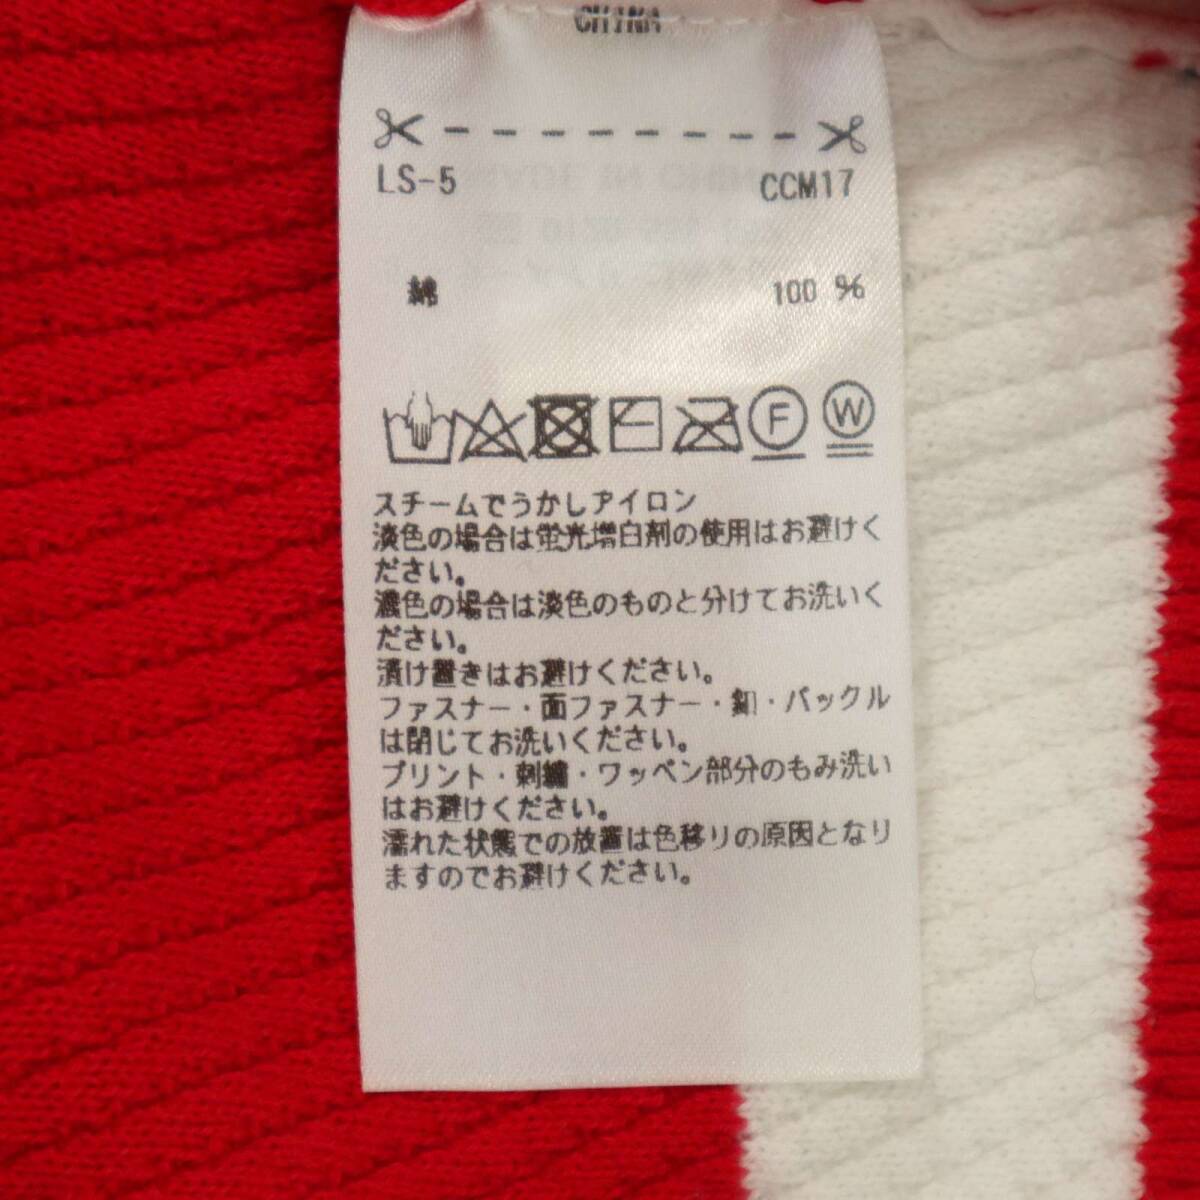 CHINA
LS-5 CCM17
綿 100 %
F W
スチームでうかしアイロン
淡色の場合は蛍光増白剤の使用はお避けく
ださい。
濃色の場合は淡色のものと分けてお洗いく
ださい。
漬け置きはお避けください。
ファスナー・面ファスナー・釦・バックル
は閉じてお洗いください。
プリント・刺繍・ワッペン部分のもみ洗い
はお避けください。
濡れた状態での放置は色移りの原因となり
ますのでお避けください。